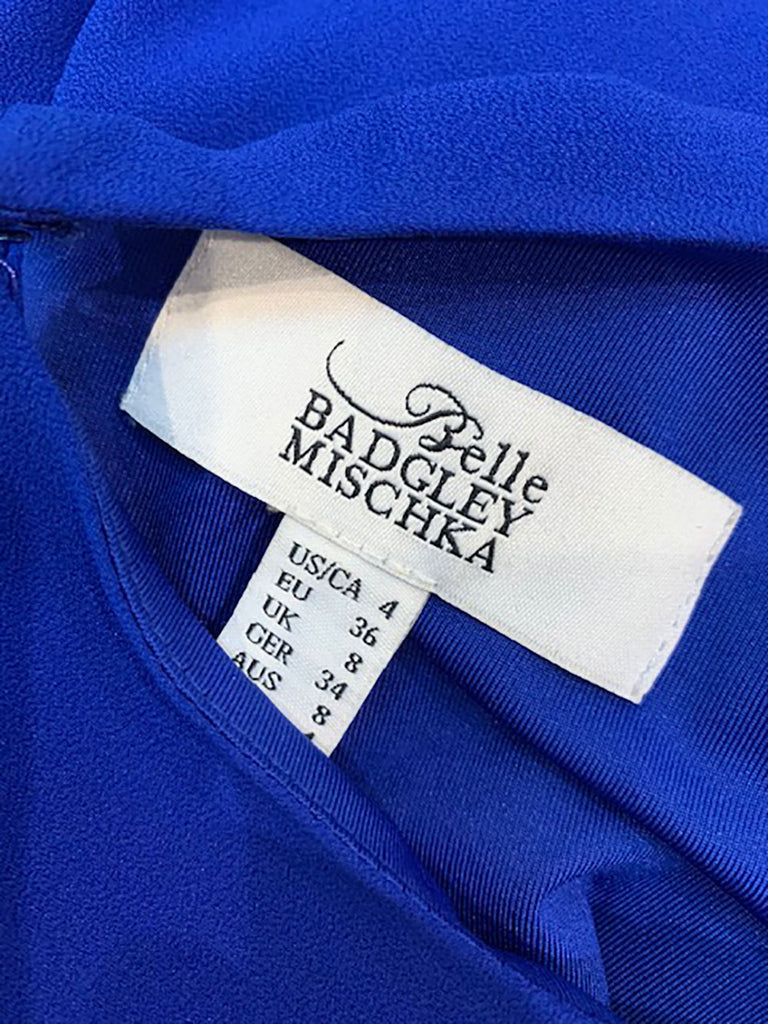 Belle
BADGLEY
MISCHKA
US/CA 4
EU 36
UK 8
GER 34
AUS 8